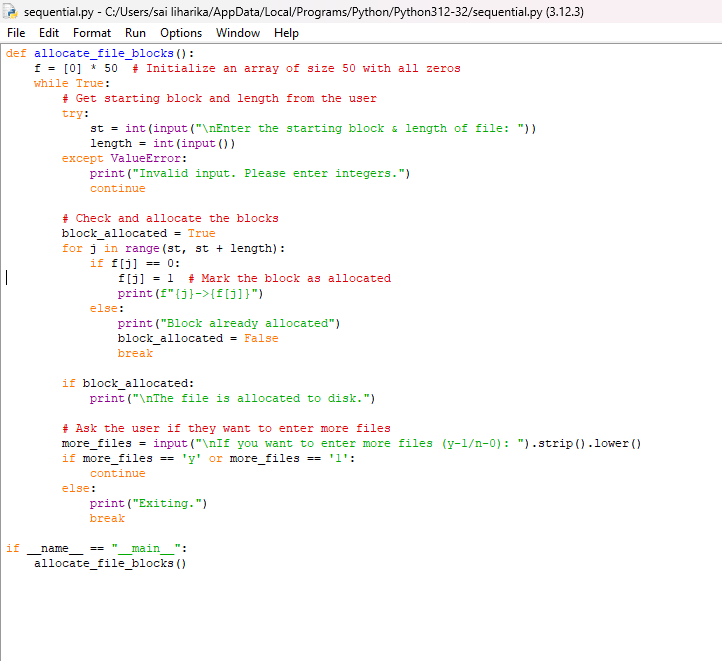 sequential.py - C:/Users/sai liharika/AppData/Local/Programs/Python/Python312-32/sequential.py (3.12.3)
File Edit Format Run Options Window Help
def allocate_file_blocks():
    f = [0] * 50  # Initialize an array of size 50 with all zeros
    while True:
        # Get starting block and length from the user
        try:
            st = int(input("\nEnter the starting block & length of file: "))
            length = int(input())
        except ValueError:
            print("Invalid input. Please enter integers.")
            continue

        # Check and allocate the blocks
        block_allocated = True
        for j in range(st, st + length):
            if f[j] == 0:
                f[j] = 1  # Mark the block as allocated
                print(f"{j}->{f[j]}")
            else:
                print("Block already allocated")
                block_allocated = False
                break

        if block_allocated:
            print("\nThe file is allocated to disk.")

        # Ask the user if they want to enter more files
        more_files = input("\nIf you want to enter more files (y-1/n-0): ").strip().lower()
        if more_files == 'y' or more_files == '1':
            continue
        else:
            print("Exiting.")
            break

if __name__ == "__main__":
    allocate_file_blocks()